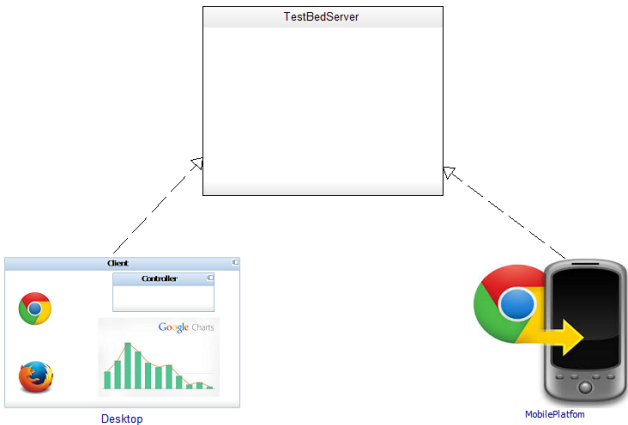 TestBedServer
Client
Controller
Google Charts
Desktop
MobilePlatfom